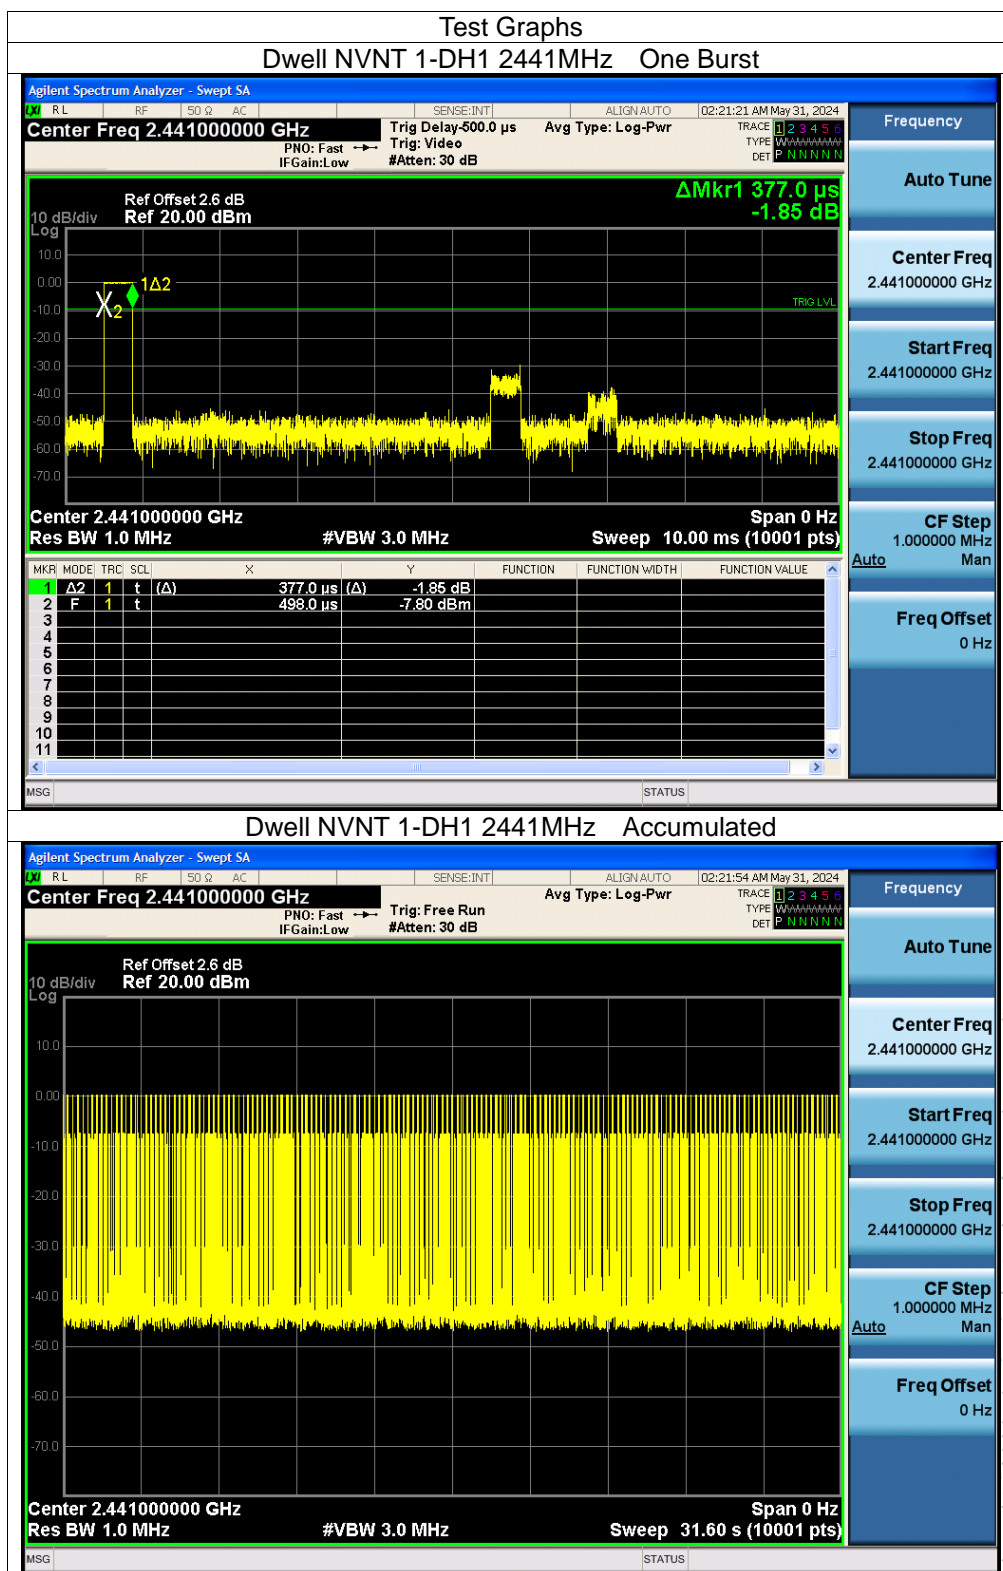 Test Graphs
Dwell NVNT 1-DH1 2441MHz One Burst
Agilent Spectrum Analyzer - Swept SA
LXI RL RF 50 Ω AC SENSE:INT ALIGN AUTO 02:21:21 AM May 31, 2024
Center Freq 2.441000000 GHz Trig Delay-500.0 µs Avg Type: Log-Pwr TRACE 1 2 3 4 5 6
PNO: Fast Trig: Video TYPE W
IFGain:Low #Atten: 30 dB DET P N N N N N
Frequency
Auto Tune
ΔMkr1 377.0 µs
-1.85 dB
Ref Offset 2.6 dB
10 dB/div Ref 20.00 dBm
Log
10.0
0.00
-10.0
-20.0
-30.0
-40.0
-50.0
-60.0
-70.0
1Δ2
2
TRIG LVL
Center 2.441000000 GHz Span 0 Hz
Res BW 1.0 MHz #VBW 3.0 MHz Sweep 10.00 ms (10001 pts)
MKR MODE TRC SCL X Y FUNCTION FUNCTION WIDTH FUNCTION VALUE
1 Δ2 1 t (Δ) 377.0 µs (Δ) -1.85 dB
2 F 1 t 498.0 µs -7.80 dBm
3
4
5
6
7
8
9
10
11
Center Freq
2.441000000 GHz
Start Freq
2.441000000 GHz
Stop Freq
2.441000000 GHz
CF Step
1.000000 MHz
Auto Man
Freq Offset
0 Hz
MSG STATUS
Dwell NVNT 1-DH1 2441MHz Accumulated
Agilent Spectrum Analyzer - Swept SA
LXI RL RF 50 Ω AC SENSE:INT ALIGN AUTO 02:21:54 AM May 31, 2024
Center Freq 2.441000000 GHz Avg Type: Log-Pwr TRACE 1 2 3 4 5 6
PNO: Fast Trig: Free Run TYPE W
IFGain:Low #Atten: 30 dB DET P N N N N N
Frequency
Auto Tune
Ref Offset 2.6 dB
10 dB/div Ref 20.00 dBm
Log
10.0
0.00
-10.0
-20.0
-30.0
-40.0
-50.0
-60.0
-70.0
Center 2.441000000 GHz Span 0 Hz
Res BW 1.0 MHz #VBW 3.0 MHz Sweep 31.60 s (10001 pts)
Center Freq
2.441000000 GHz
Start Freq
2.441000000 GHz
Stop Freq
2.441000000 GHz
CF Step
1.000000 MHz
Auto Man
Freq Offset
0 Hz
MSG STATUS